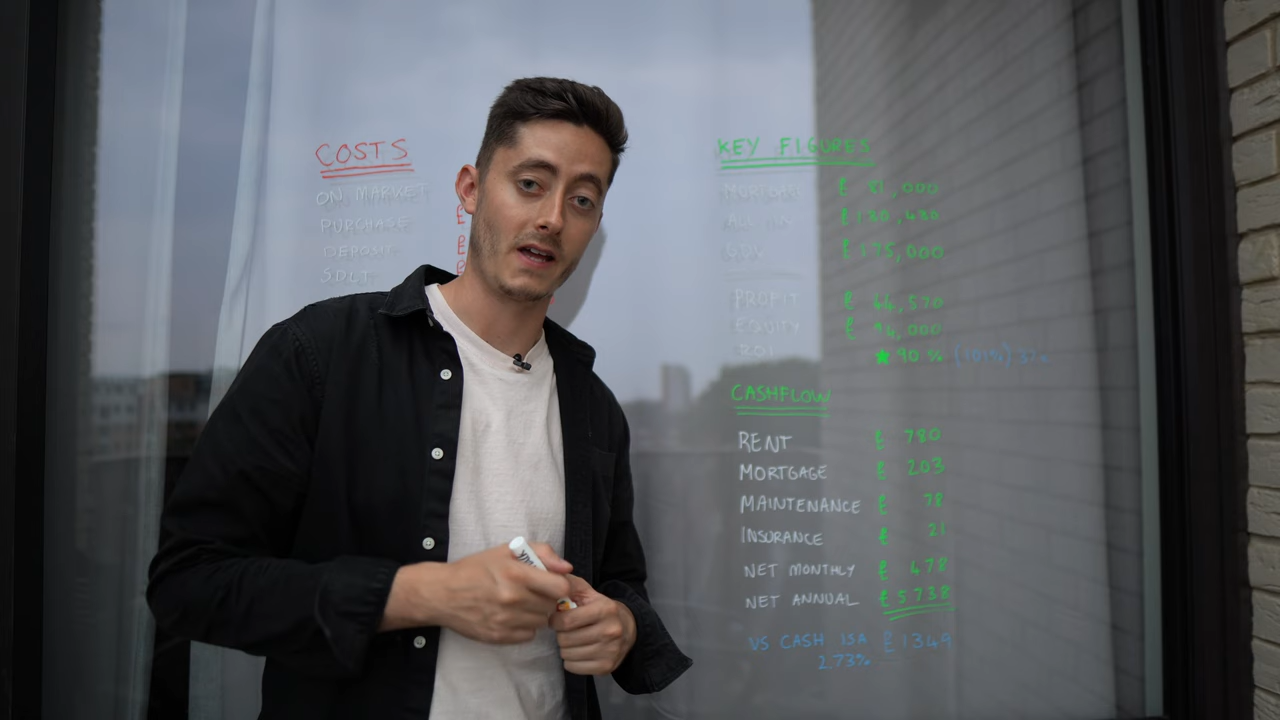 COSTS
ON MARKET
PURCHASE £
DEPOSIT £
SDLT £
KEY FIGURES
MORTGAGE £ 81,000
ALL IN £ 130,430
GDV £ 175,000
PROFIT £ 44,570
EQUITY £ 94,000
ROI ★ 90 % (101%)
CASHFLOW
RENT £ 780
MORTGAGE £ 203
MAINTENANCE £ 78
INSURANCE £ 21
NET MONTHLY £ 478
NET ANNUAL £ 5738
VS CASH ISA £ 1349
2.73%